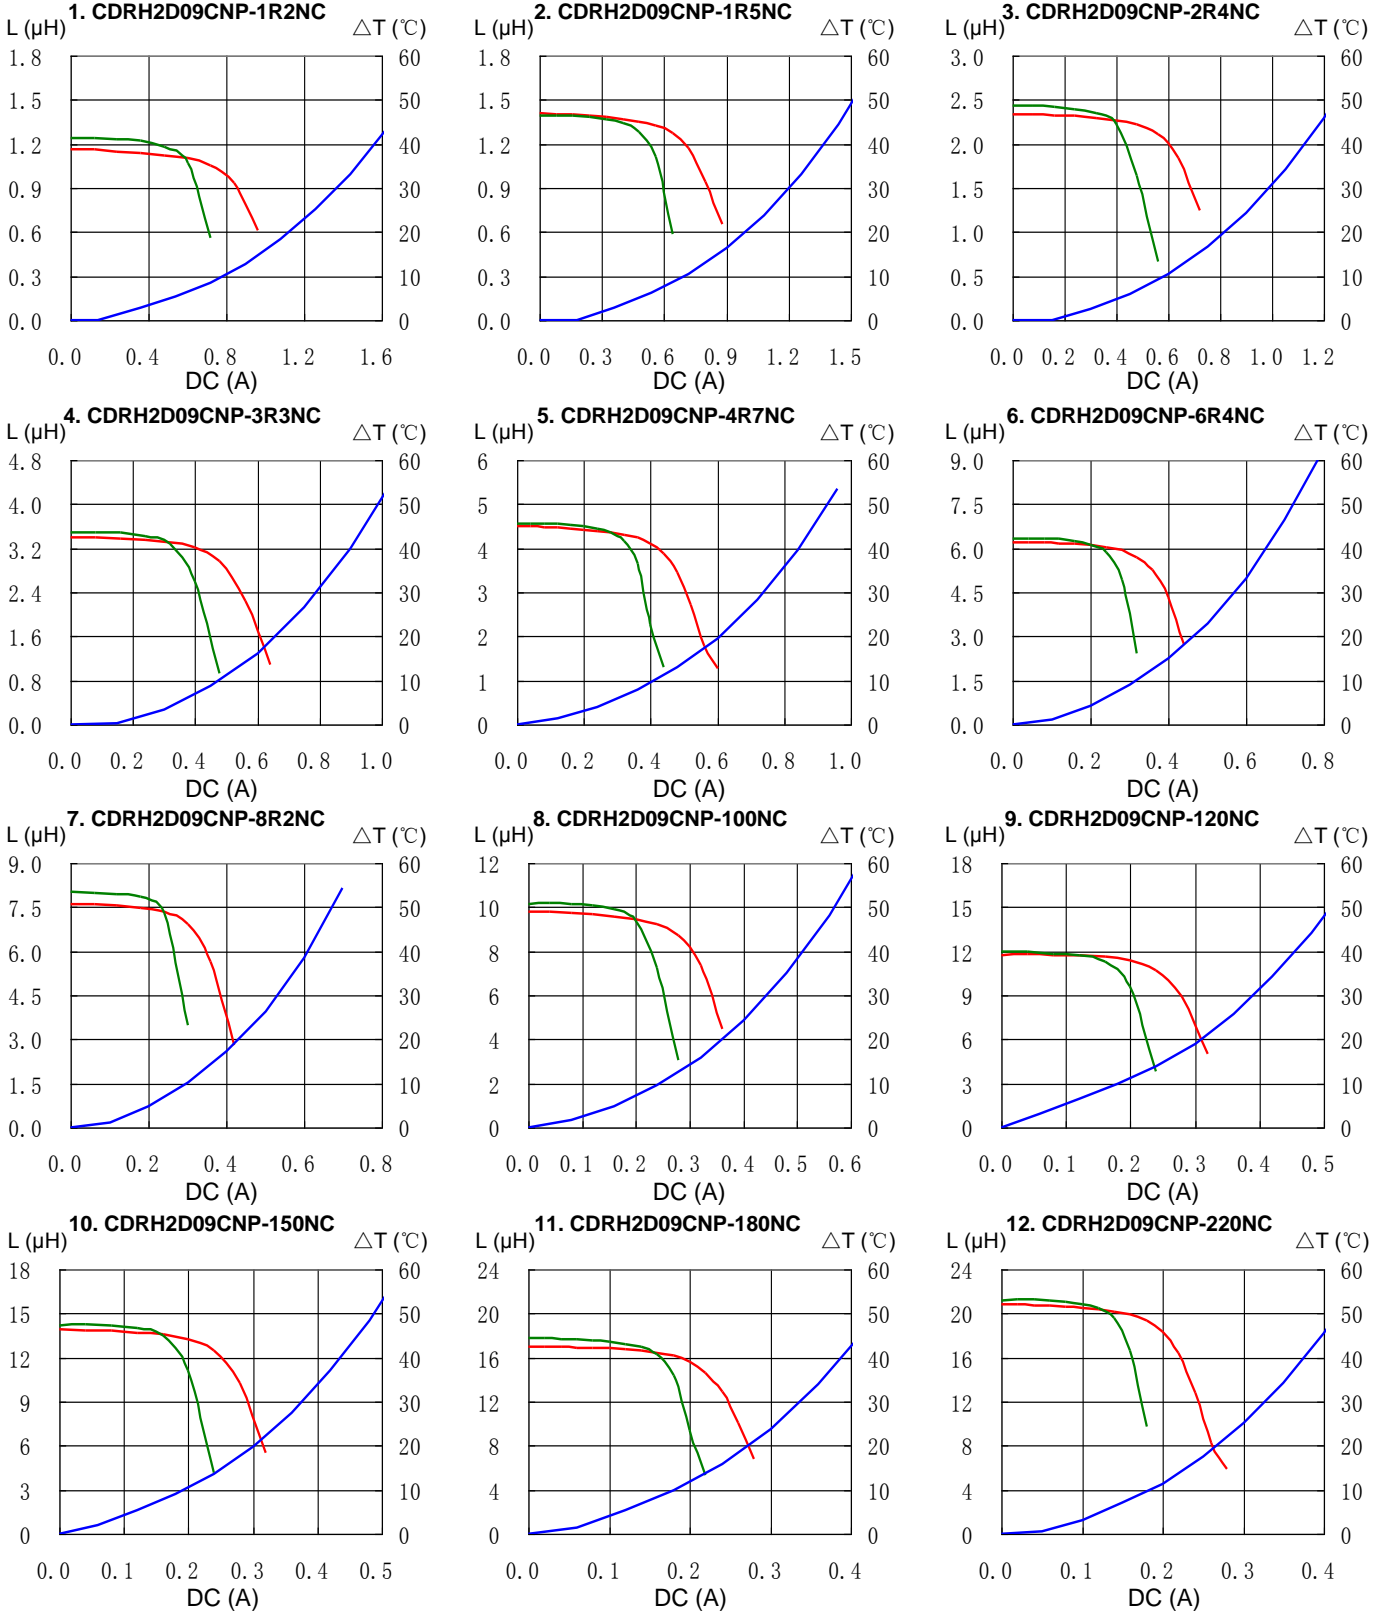 1. CDRH2D09CNP-1R2NC
L (μH) △T (℃)
1.8 60
1.5 50
1.2 40
0.9 30
0.6 20
0.3 10
0.0 0
0.0 0.4 0.8 1.2 1.6
DC (A)
2. CDRH2D09CNP-1R5NC
L (μH) △T (℃)
1.8 60
1.5 50
1.2 40
0.9 30
0.6 20
0.3 10
0.0 0
0.0 0.3 0.6 0.9 1.2 1.5
DC (A)
3. CDRH2D09CNP-2R4NC
L (μH) △T (℃)
3.0 60
2.5 50
2.0 40
1.5 30
1.0 20
0.5 10
0.0 0
0.0 0.2 0.4 0.6 0.8 1.0 1.2
DC (A)
4. CDRH2D09CNP-3R3NC
L (μH) △T (℃)
4.8 60
4.0 50
3.2 40
2.4 30
1.6 20
0.8 10
0.0 0
0.0 0.2 0.4 0.6 0.8 1.0
DC (A)
5. CDRH2D09CNP-4R7NC
L (μH) △T (℃)
6 60
5 50
4 40
3 30
2 20
1 10
0 0
0.0 0.2 0.4 0.6 0.8 1.0
DC (A)
6. CDRH2D09CNP-6R4NC
L (μH) △T (℃)
9.0 60
7.5 50
6.0 40
4.5 30
3.0 20
1.5 10
0.0 0
0.0 0.2 0.4 0.6 0.8
DC (A)
7. CDRH2D09CNP-8R2NC
L (μH) △T (℃)
9.0 60
7.5 50
6.0 40
4.5 30
3.0 20
1.5 10
0.0 0
0.0 0.2 0.4 0.6 0.8
DC (A)
8. CDRH2D09CNP-100NC
L (μH) △T (℃)
12 60
10 50
8 40
6 30
4 20
2 10
0 0
0.0 0.1 0.2 0.3 0.4 0.5 0.6
DC (A)
9. CDRH2D09CNP-120NC
L (μH) △T (℃)
18 60
15 50
12 40
9 30
6 20
3 10
0 0
0.0 0.1 0.2 0.3 0.4 0.5
DC (A)
10. CDRH2D09CNP-150NC
L (μH) △T (℃)
18 60
15 50
12 40
9 30
6 20
3 10
0 0
0.0 0.1 0.2 0.3 0.4 0.5
DC (A)
11. CDRH2D09CNP-180NC
L (μH) △T (℃)
24 60
20 50
16 40
12 30
8 20
4 10
0 0
0.0 0.1 0.2 0.3 0.4
DC (A)
12. CDRH2D09CNP-220NC
L (μH) △T (℃)
24 60
20 50
16 40
12 30
8 20
4 10
0 0
0.0 0.1 0.2 0.3 0.4
DC (A)